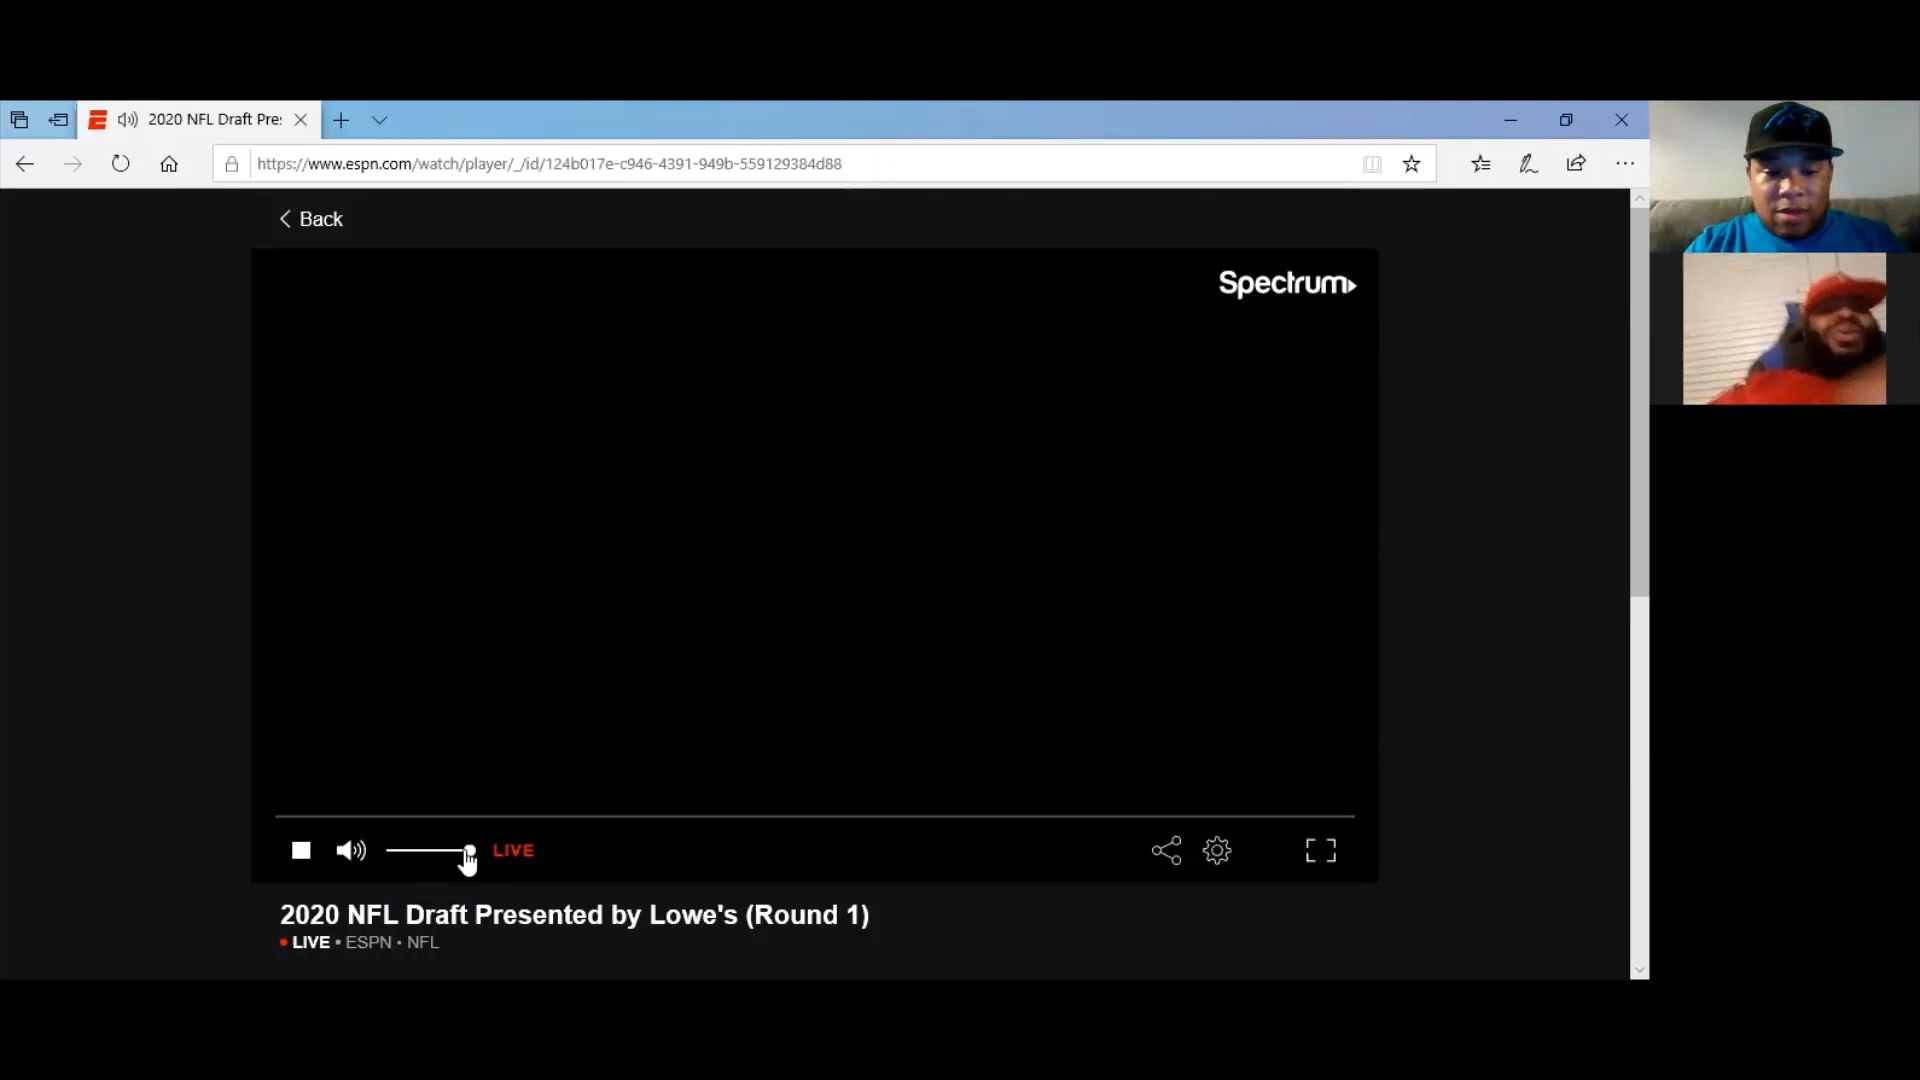 2020 NFL Draft Pre:
https://www.espn.com/watch/player/_/id/124b017e-c946-4391-949b-559129384d88
Back
Spectrum
LIVE
2020 NFL Draft Presented by Lowe's (Round 1)
• LIVE • ESPN • NFL